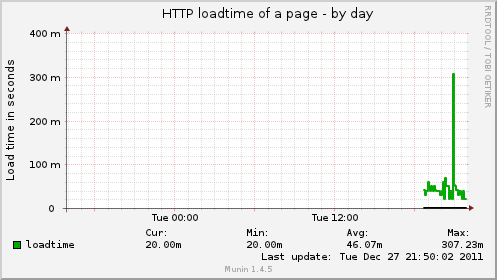 HTTP loadtime of a page - by day
RRDTOOL / TOBI OETIKER
Load time in seconds
400 m
300 m
200 m
100 m
0
Tue 00:00 Tue 12:00
Cur: Min: Avg: Max:
loadtime 20.00m 20.00m 46.07m 307.23m
Last update: Tue Dec 27 21:50:02 2011
Munin 1.4.5